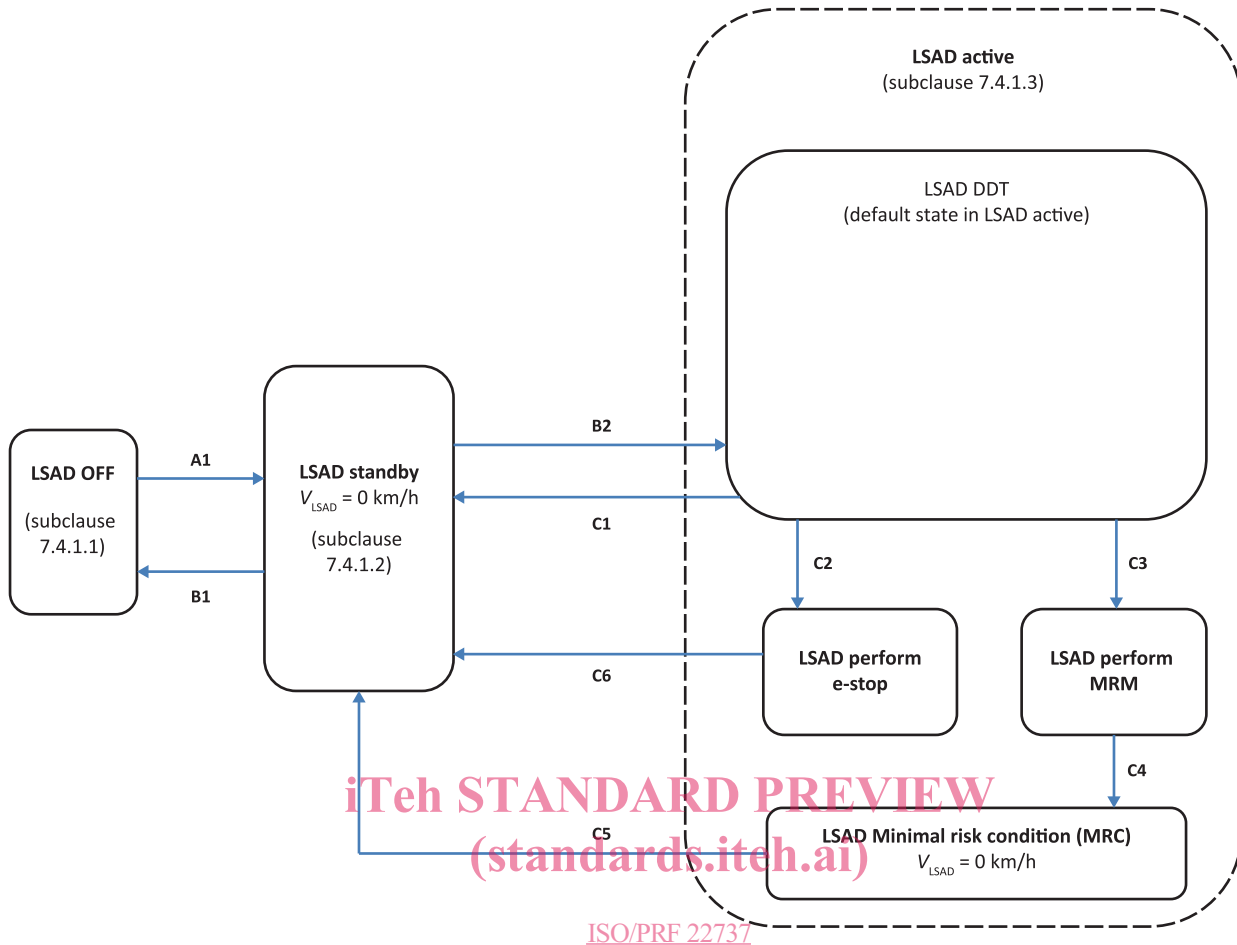 LSAD active
(subclause 7.4.1.3)
LSAD DDT
(default state in LSAD active)
B2
A1
LSAD OFF
(subclause
7.4.1.1)
LSAD standby
V_LSAD = 0 km/h
(subclause
7.4.1.2)
C1
B1
C2
C3
C6
LSAD perform
e-stop
LSAD perform
MRM
C4
iTeh STANDARD PREVIEW
C5
LSAD Minimal risk condition (MRC)
V_LSAD = 0 km/h
(standards.iteh.ai)
ISO/PRF 22737